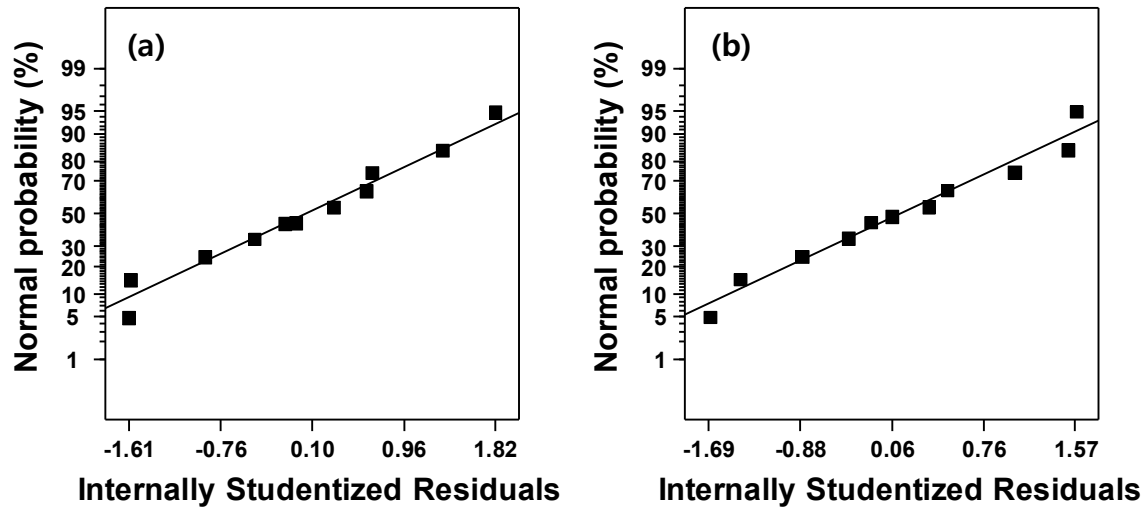 (a)
Normal probability (%)
99
95
90
80
70
50
30
20
10
5
1
-1.61 -0.76 0.10 0.96 1.82
Internally Studentized Residuals
(b)
Normal probability (%)
99
95
90
80
70
50
30
20
10
5
1
-1.69 -0.88 0.06 0.76 1.57
Internally Studentized Residuals